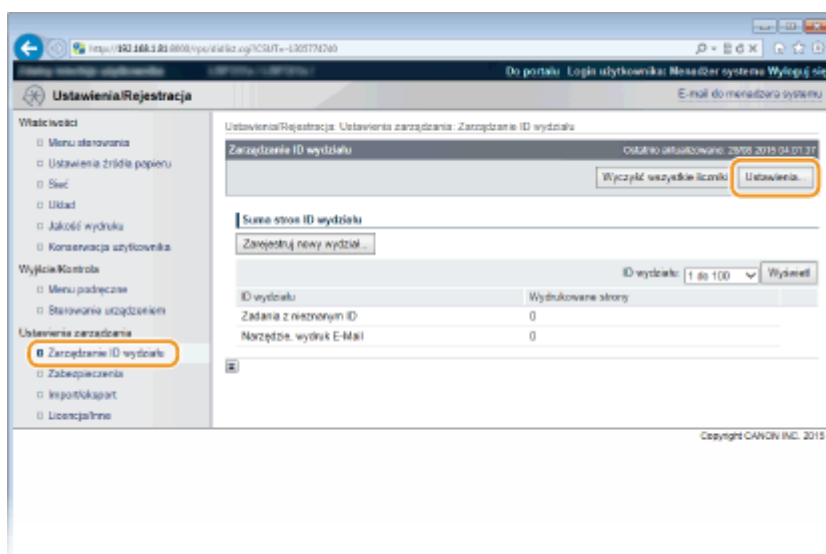 Do portalu Login użytkownika: Menadżer systemu Wyloguj się
Ustawienia/Rejestracja
E-mail do menadżera systemu
Właściwości
Menu sterowania
Ustawienia źródła papieru
Sieć
Układ
Jakość wydruku
Konserwacja użytkownika
Wyjście/Kontrola
Menu podręczne
Sterowanie urządzeniem
Ustawienia zarządzania
Zarządzanie ID wydziału
Zabezpieczenia
Import/eksport
Licencja/Inne
Ustawienia/Rejestracja: Ustawienia zarządzania: Zarządzanie ID wydziału
Zarządzanie ID wydziału
Ostatnio aktualizowano: 04:01:37
Wyczyść wszystkie liczniki Ustawienia...
Suma stron ID wydziału
Zarejestruj nowy wydział...
ID wydziału: 1 do 100 Wyświetl
ID wydziału Wydrukowane strony
Zadania z nieznanym ID 0
Narzędzie. wydruk E-Mail 0
Copyright CANON INC. 2015